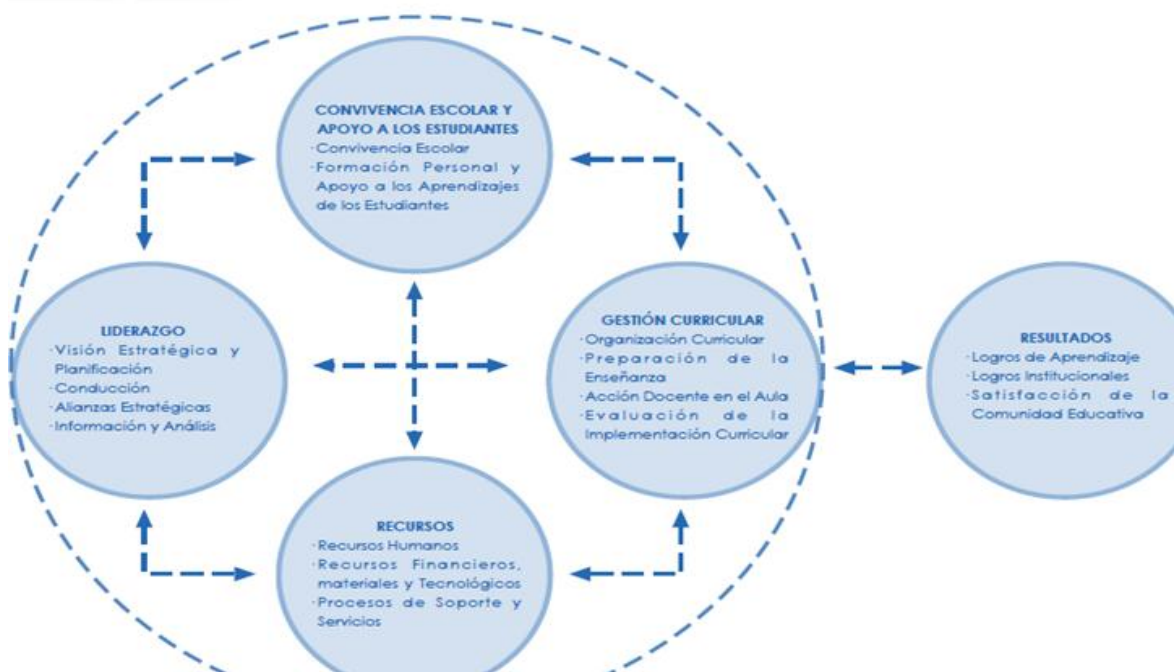 CONVIVENCIA ESCOLAR Y
APOYO A LOS ESTUDIANTES
·Convivencia Escolar
·Formación Personal y
Apoyo a los Aprendizajes
de los Estudiantes
LIDERAZGO
·Visión Estratégica y
Planificación
·Conducción
·Alianzas Estratégicas
·Información y Análisis
GESTIÓN CURRICULAR
·Organización Curricular
·Preparación de la
Enseñanza
·Acción Docente en el Aula
·Evaluación de la
Implementación Curricular
RESULTADOS
·Logros de Aprendizaje
·Logros Institucionales
·Satisfacción de la
Comunidad Educativa
RECURSOS
·Recursos Humanos
·Recursos Financieros,
materiales y Tecnológicos
·Procesos de Soporte y
Servicios